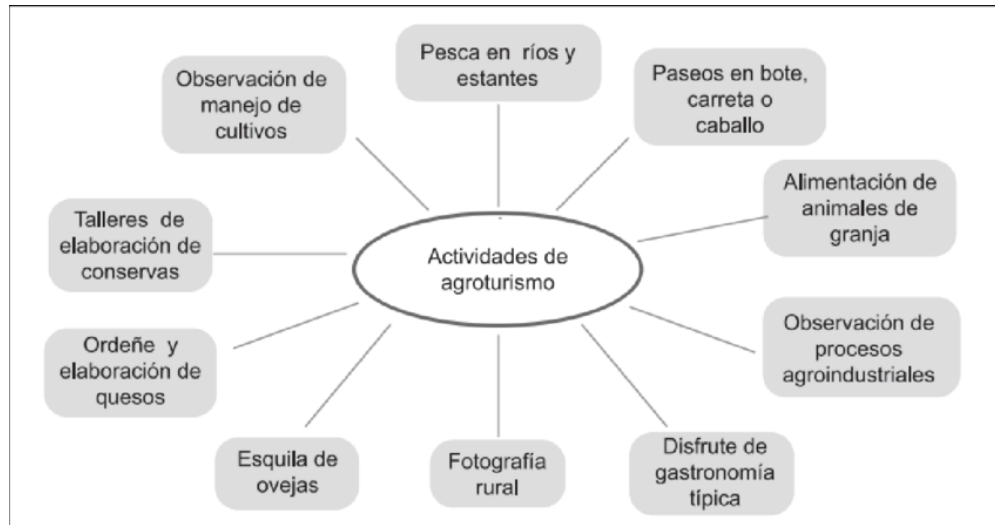 Pesca en ríos y
estantes
Paseos en bote,
carreta o
caballo
Observación de
manejo de
cultivos
Alimentación de
animales de
granja
Talleres de
elaboración de
conservas
Actividades de
agroturismo
Observación de
procesos
agroindustriales
Ordeñe y
elaboración de
quesos
Esquila de
ovejas
Fotografía
rural
Disfrute de
gastronomía
típica